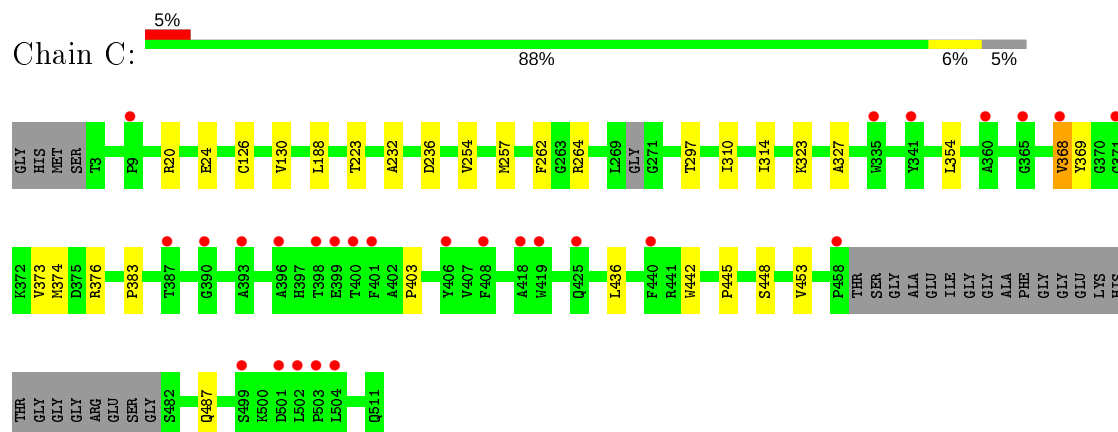 5%
Chain C:
88% 6% 5%
GLY HIS MET SER T3 P9 R20 E24 C126 V130 L188 T223 A232 D236 V254 M257 F262 G263 R264 L269 GLY G271 T297 I310 I314 K323 A327 W335 Y341 L354 A360 G365 V368 Y369 G370 C371
K372 V373 M374 D375 R376 P383 T387 G390 A393 A396 H397 T398 E399 T400 F401 A402 P403 Y406 V407 F408 A418 W419 Q425 L436 F440 R441 W442 P445 S448 V453 P458 THR SER GLY ALA GLU ILE GLY GLY ALA PHE GLY GLY GLU LYS HIS
THR GLY GLY GLY ARG GLU SER GLY S482 Q487 S499 K500 D501 L502 P503 L504 Q511